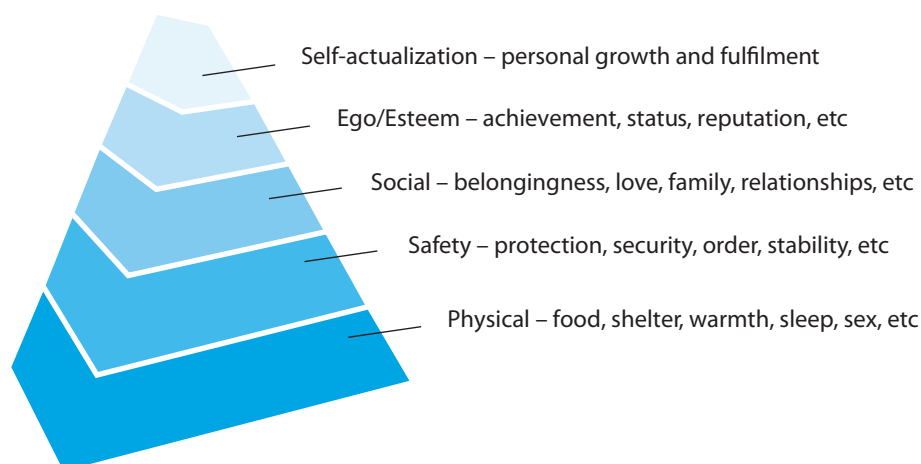 Self-actualization – personal growth and fulfilment
Ego/Esteem – achievement, status, reputation, etc
Social – belongingness, love, family, relationships, etc
Safety – protection, security, order, stability, etc
Physical – food, shelter, warmth, sleep, sex, etc